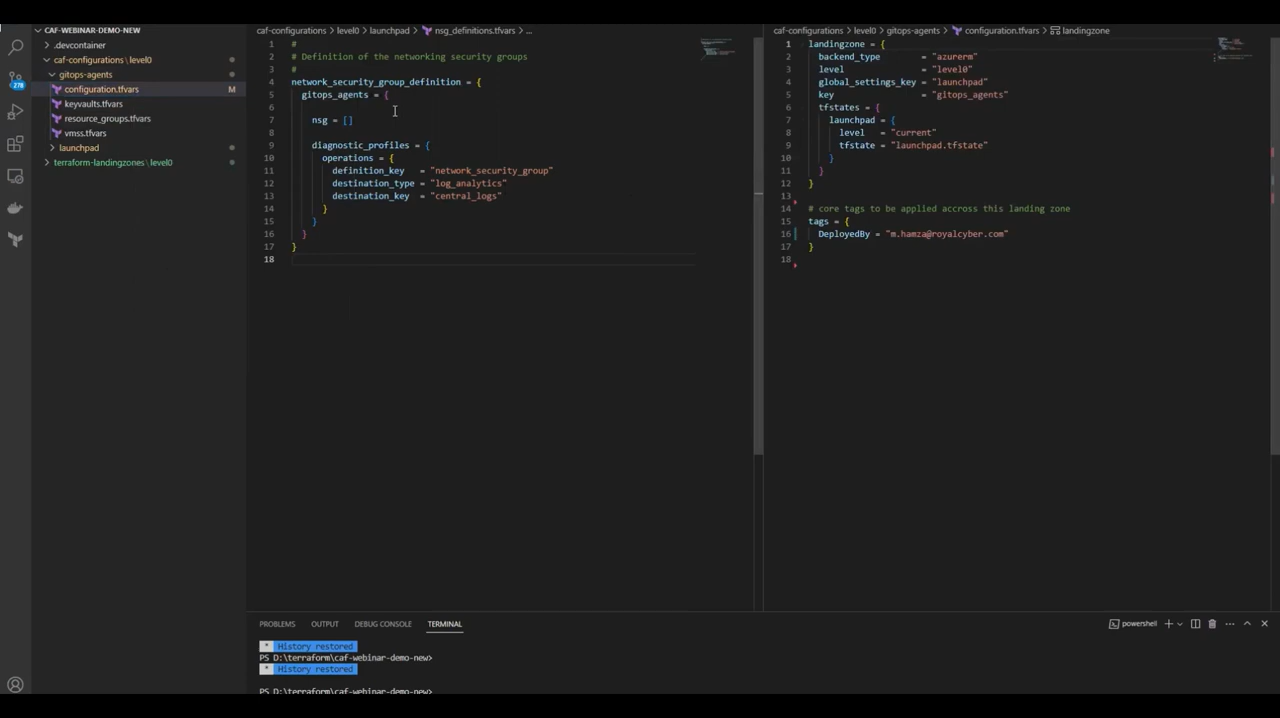 CAF-WEBINAR-DEMO-NEW
.devcontainer
caf-configurations \ level0
gitops-agents
configuration.tfvars M
keyvaults.tfvars
resource_groups.tfvars
vmss.tfvars
launchpad
terraform-landingzones \ level0
278
caf-configurations > level0 > launchpad > nsg_definitions.tfvars > ...
1 #
2 # Definition of the networking security groups
3 #
4 network_security_group_definition = {
5 gitops_agents = {
6
7 nsg = []
8
9 diagnostic_profiles = {
10 operations = {
11 definition_key = "network_security_group"
12 destination_type = "log_analytics"
13 destination_key = "central_logs"
14 }
15 }
16 }
17 }
18
caf-configurations > level0 > gitops-agents > configuration.tfvars > landingzone
1 landingzone = {
2 backend_type = "azurerm"
3 level = "level0"
4 global_settings_key = "launchpad"
5 key = "gitops_agents"
6 tfstates = {
7 launchpad = {
8 level = "current"
9 tfstate = "launchpad.tfstate"
10 }
11 }
12 }
13
14 # core tags to be applied accross this landing zone
15 tags = {
16 DeployedBy = "m.hamza@royalcyber.com"
17 }
18
PROBLEMS OUTPUT DEBUG CONSOLE TERMINAL
powershell
* History restored
PS D:\terraform\caf-webinar-demo-new>
* History restored
PS D:\terraform\caf-webinar-demo-new>